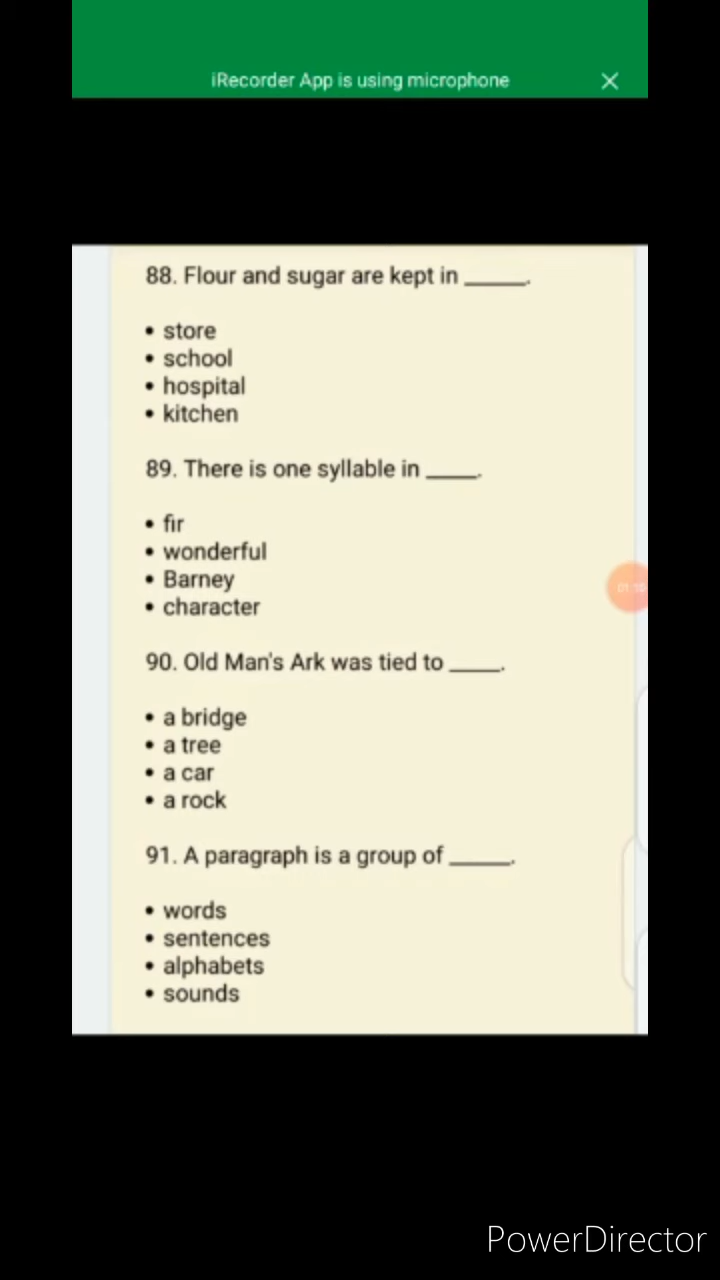 iRecorder App is using microphone
88. Flour and sugar are kept in _____.
• store
• school
• hospital
• kitchen
89. There is one syllable in ____.
• fir
• wonderful
• Barney
• character
90. Old Man's Ark was tied to ____.
• a bridge
• a tree
• a car
• a rock
91. A paragraph is a group of _____.
• words
• sentences
• alphabets
• sounds
PowerDirector